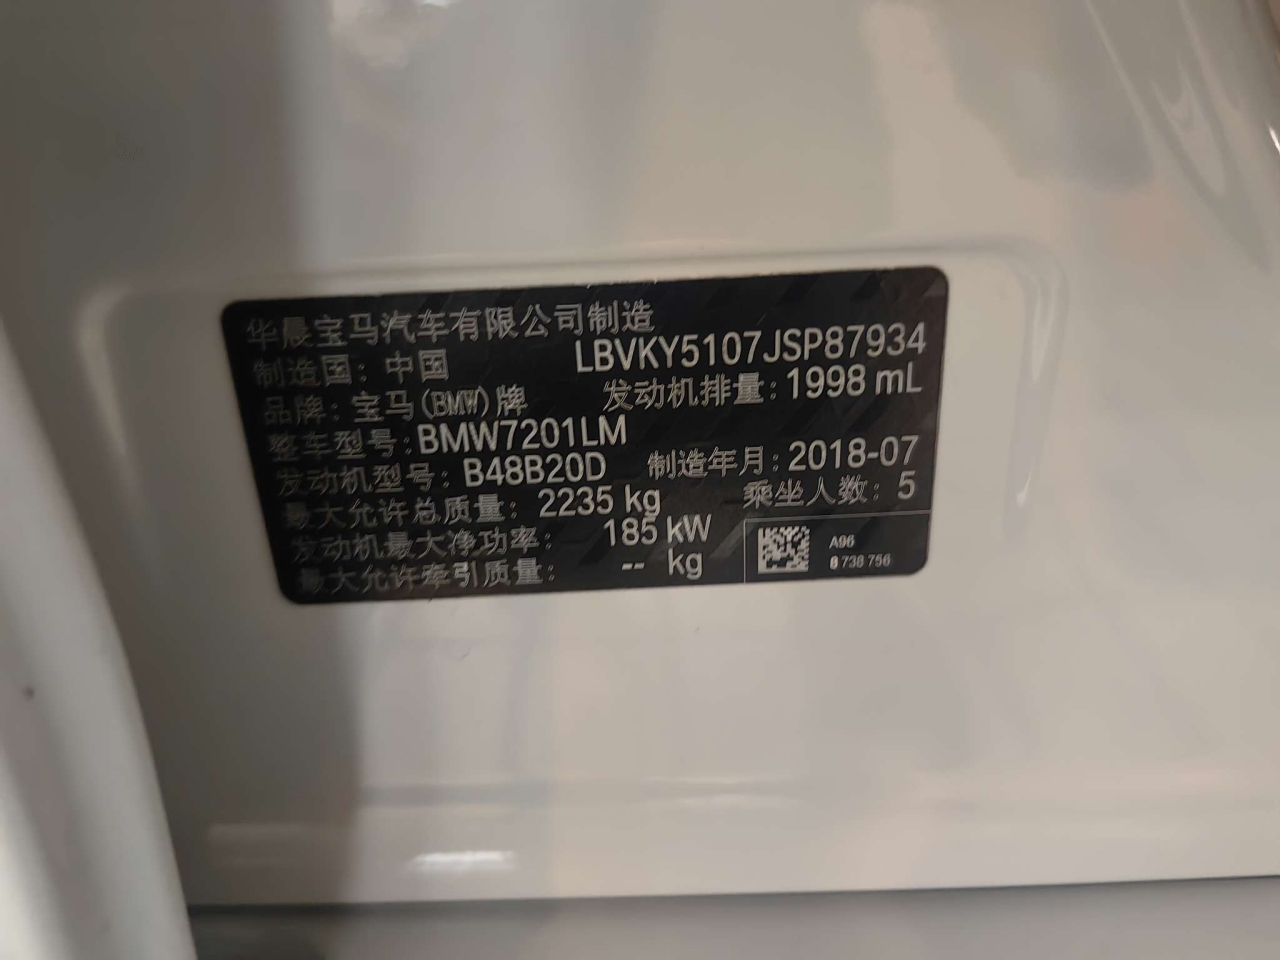 华晨宝马汽车有限公司制造
制造国：中国 LBVKY5107JSP87934
品牌：宝马(BMW)牌 发动机排量：1998 mL
整车型号：BMW7201LM
发动机型号：B48B20D 制造年月：2018-07
最大允许总质量：2235 kg 乘坐人数：5
发动机最大净功率：185 kW
最大允许牵引质量：-- kg
A96
8 738 756